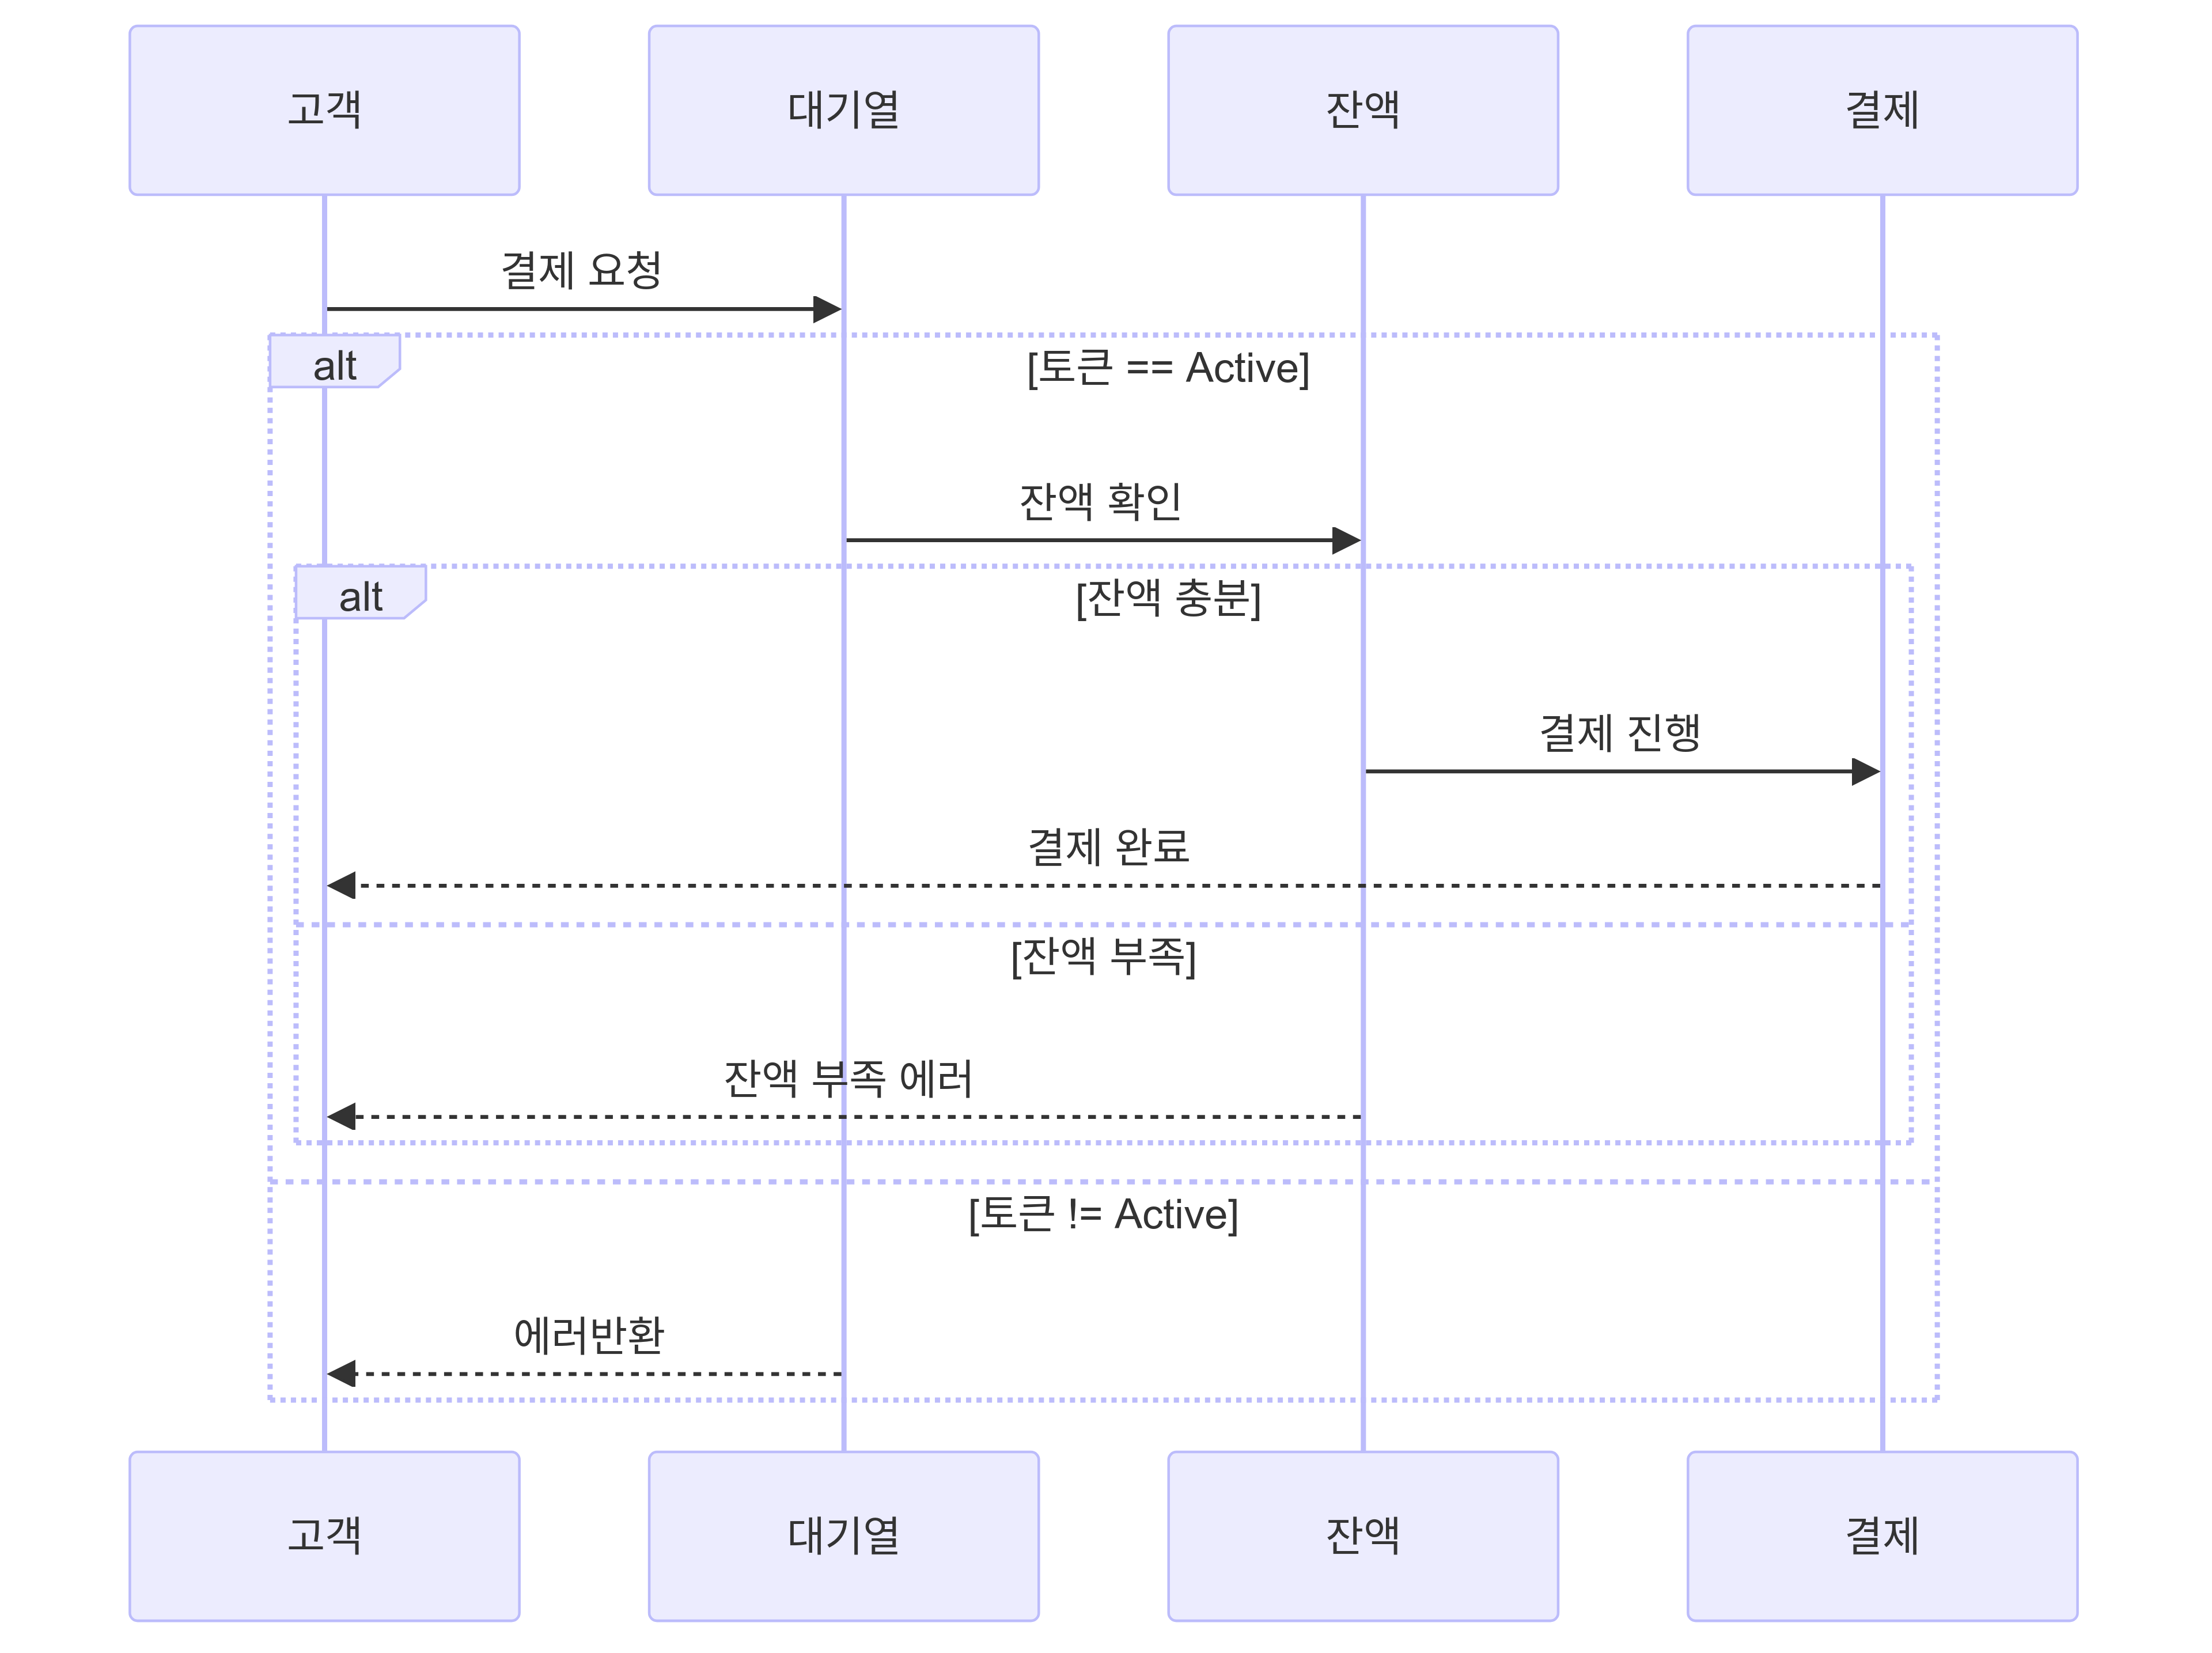 고객
대기열
잔액
결제
결제 요청
alt
[토큰 == Active]
잔액 확인
alt
[잔액 충분]
결제 진행
결제 완료
[잔액 부족]
잔액 부족 에러
[토큰 != Active]
에러반환
고객
대기열
잔액
결제